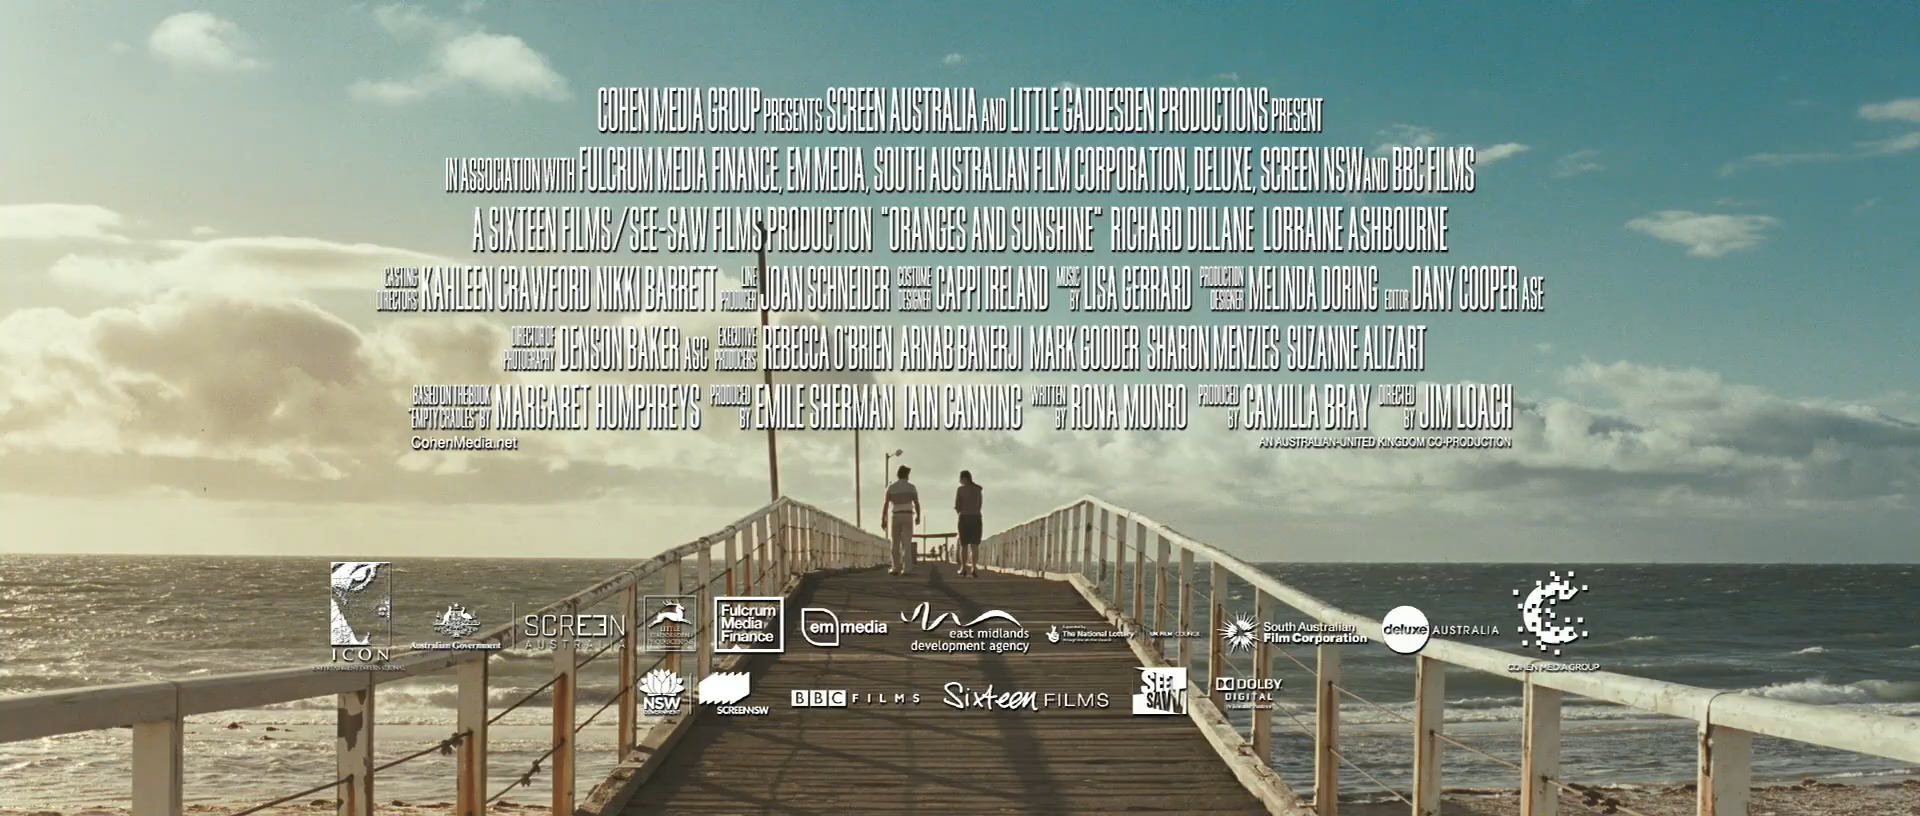 COHEN MEDIA GROUP PRESENTS SCREEN AUSTRALIA AND LITTLE GADDESDEN PRODUCTIONS PRESENT
IN ASSOCIATION WITH FULCRUM MEDIA FINANCE, EM MEDIA, SOUTH AUSTRALIAN FILM CORPORATION, DELUXE, SCREEN NSW AND BBC FILMS
A SIXTEEN FILMS/SEE-SAW FILMS PRODUCTION "ORANGES AND SUNSHINE" RICHARD DILLANE LORRAINE ASHBOURNE
CASTING DIRECTORS KAHLEEN CRAWFORD NIKKI BARRETT LINE PRODUCER JOAN SCHNEIDER COSTUME DESIGNER CAPPI IRELAND MUSIC BY LISA GERRARD PRODUCTION DESIGNER MELINDA DORING EDITOR DANY COOPER ASE
DIRECTOR OF PHOTOGRAPHY DENSON BAKER ASC EXECUTIVE PRODUCERS REBECCA O'BRIEN ARNAB BANERJI MARK GOODER SHARON MENZIES SUZANNE ALIZART
BASED ON THE BOOK "EMPTY CRADLES" BY MARGARET HUMPHREYS PRODUCED BY EMILE SHERMAN IAIN CANNING WRITTEN BY RONA MUNRO PRODUCED BY CAMILLA BRAY DIRECTED BY JIM LOACH
CohenMedia.net
AN AUSTRALIAN-UNITED KINGDOM CO-PRODUCTION
ICON
Australian Government
SCREEN
AUSTRALIA
Fulcrum
Media
Finance
em media
east midlands
development agency
The National Lottery
UK FILM COUNCIL
South Australian
Film Corporation
deluxe AUSTRALIA
COHEN MEDIA GROUP
NSW
GOVERNMENT
SCREEN NSW
BBC FILMS
Sixteen FILMS
SEE
SAW
DOLBY
DIGITAL